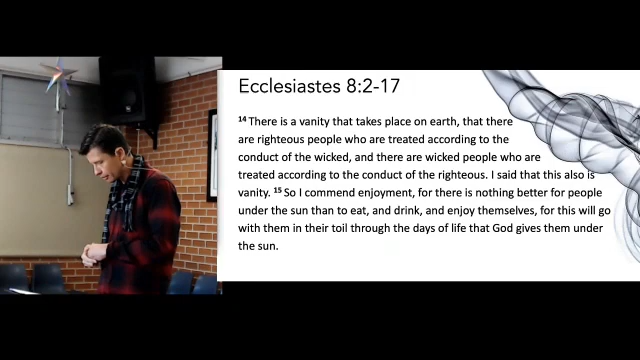 Ecclesiastes 8:2-17
14 There is a vanity that takes place on earth, that there
are righteous people who are treated according to the
conduct of the wicked, and there are wicked people who are
treated according to the conduct of the righteous. I said that this also is
vanity. 15 So I commend enjoyment, for there is nothing better for people
under the sun than to eat, and drink, and enjoy themselves, for this will go
with them in their toil through the days of life that God gives them under
the sun.